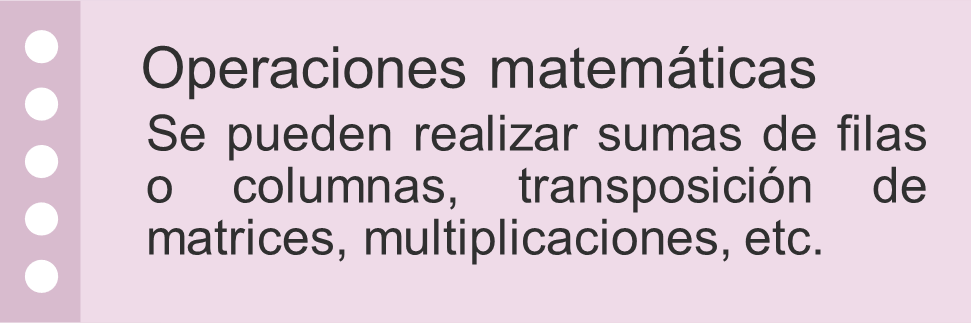 Operaciones matemáticas
Se pueden realizar sumas de filas
o columnas, transposición de
matrices, multiplicaciones, etc.